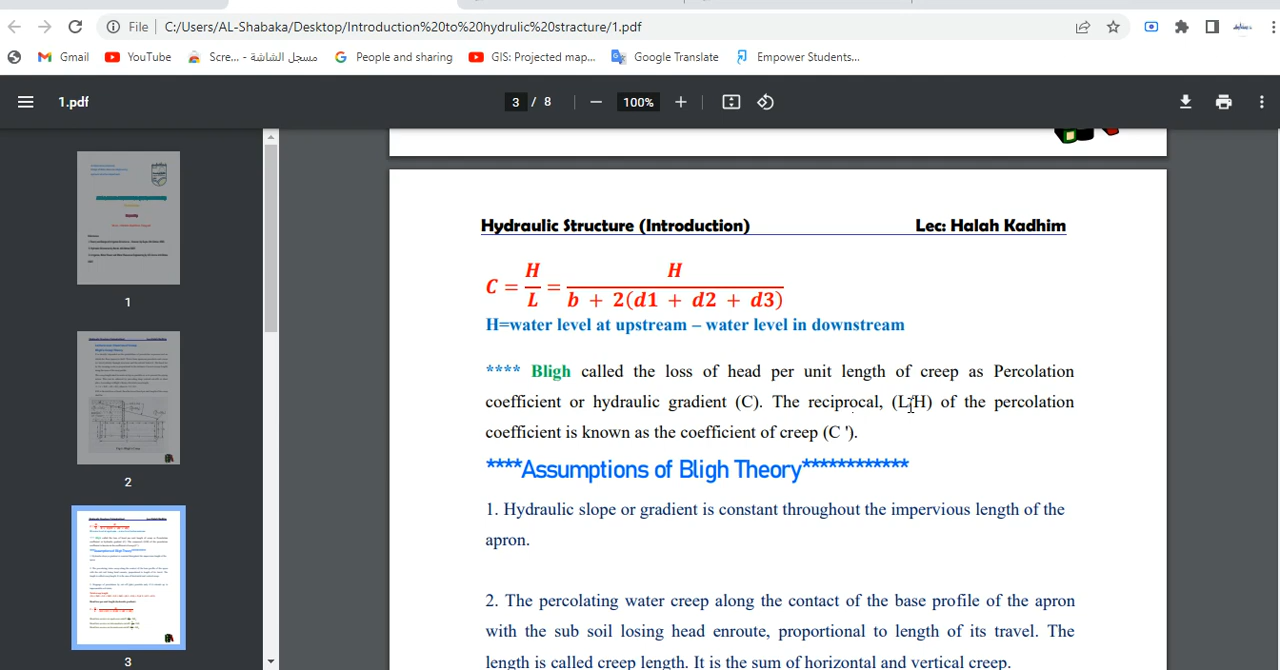 File C:/Users/AL-Shabaka/Desktop/Introduction%20to%20hydrulic%20stracture/1.pdf
Gmail YouTube Scre... - مسجل الشاشة People and sharing GIS: Projected map... Google Translate Empower Students...
1.pdf 3 / 8 100%
1
2
3
Hydraulic Structure (Introduction) Lec: Halah Kadhim
C = H/L = H/(b + 2(d1 + d2 + d3))
H=water level at upstream – water level in downstream
**** Bligh called the loss of head per unit length of creep as Percolation
coefficient or hydraulic gradient (C). The reciprocal, (L/H) of the percolation
coefficient is known as the coefficient of creep (C ').
****Assumptions of Bligh Theory************
1. Hydraulic slope or gradient is constant throughout the impervious length of the
apron.
2. The percolating water creep along the contact of the base profile of the apron
with the sub soil losing head enroute, proportional to length of its travel. The
length is called creep length. It is the sum of horizontal and vertical creep.